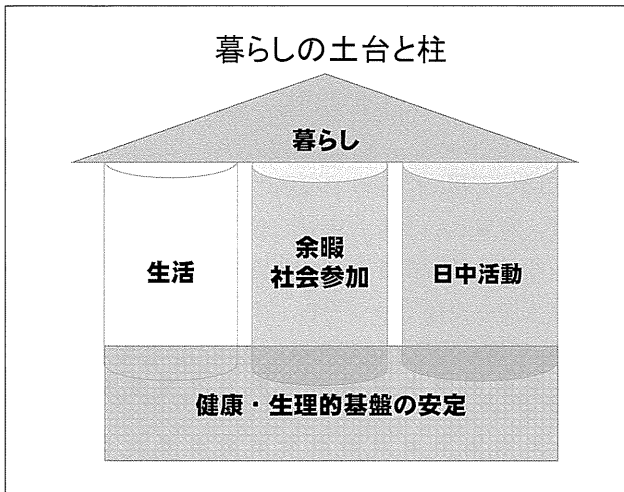 暮らしの土台と柱
暮らし
生活
余暇
社会参加
日中活動
健康・生理的基盤の安定